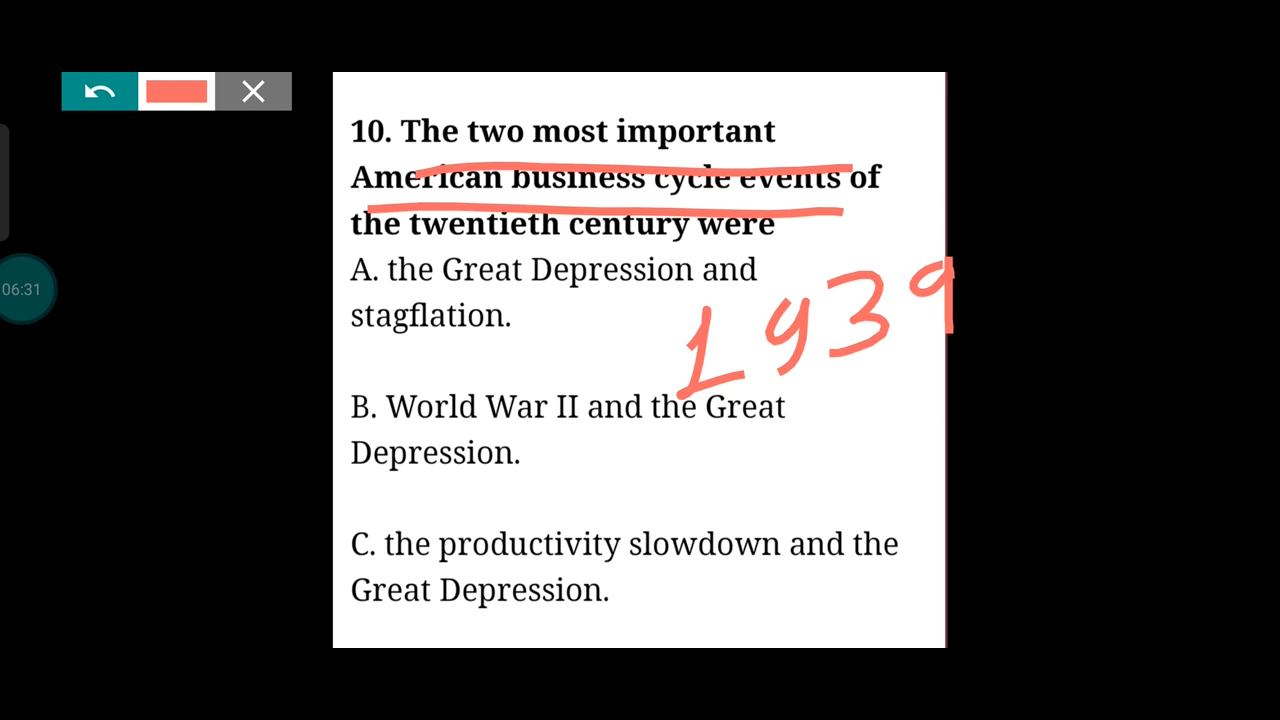 10. The two most important
American business cycle events of
the twentieth century were
A. the Great Depression and
stagflation.
1939
B. World War II and the Great
Depression.
C. the productivity slowdown and the
Great Depression.
06:31